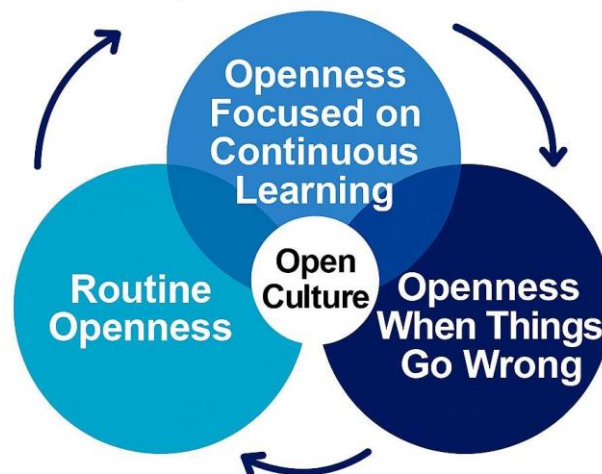 Openness
Focused on
Continuous
Learning
Open
Culture
Routine
Openness
Openness
When Things
Go Wrong